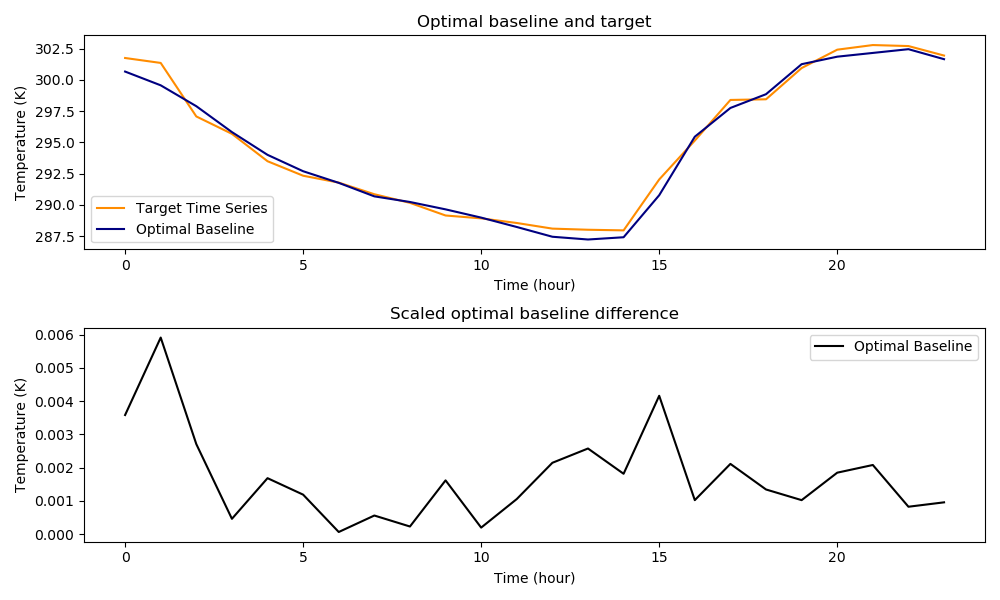 Optimal baseline and target
Temperature (K)
302.5
300.0
297.5
295.0
292.5
290.0
287.5
Target Time Series
Optimal Baseline
0 5 10 15 20
Time (hour)
Scaled optimal baseline difference
Temperature (K)
0.006
0.005
0.004
0.003
0.002
0.001
0.000
Optimal Baseline
0 5 10 15 20
Time (hour)